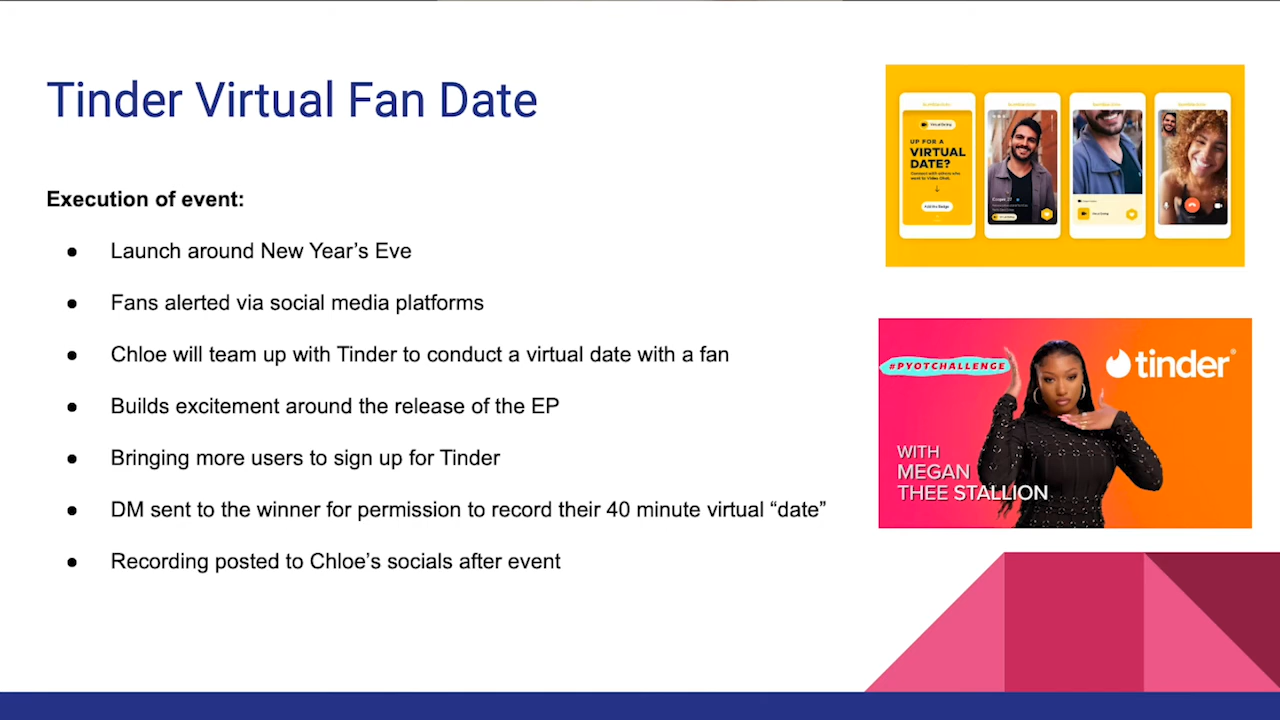 Tinder Virtual Fan Date
Execution of event:
● Launch around New Year’s Eve
● Fans alerted via social media platforms
● Chloe will team up with Tinder to conduct a virtual date with a fan
● Builds excitement around the release of the EP
● Bringing more users to sign up for Tinder
● DM sent to the winner for permission to record their 40 minute virtual “date”
● Recording posted to Chloe’s socials after event
UP FOR A
VIRTUAL
DATE?
#PYOTCHALLENGE
tinder®
WITH
MEGAN
THEE STALLION